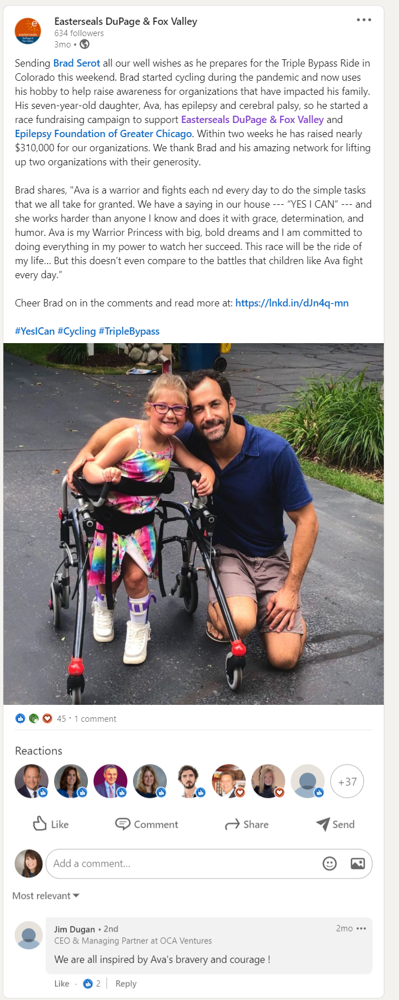 Easterseals DuPage & Fox Valley
634 followers
3mo •
Sending Brad Serot all our well wishes as he prepares for the Triple Bypass Ride in
Colorado this weekend. Brad started cycling during the pandemic and now uses
his hobby to help raise awareness for organizations that have impacted his family.
His seven-year-old daughter, Ava, has epilepsy and cerebral palsy, so he started a
race fundraising campaign to support Easterseals DuPage & Fox Valley and
Epilepsy Foundation of Greater Chicago. Within two weeks he has raised nearly
$310,000 for our organizations. We thank Brad and his amazing network for lifting
up two organizations with their generosity.
Brad shares, "Ava is a warrior and fights each nd every day to do the simple tasks
that we all take for granted. We have a saying in our house --- “YES I CAN” --- and
she works harder than anyone I know and does it with grace, determination, and
humor. Ava is my Warrior Princess with big, bold dreams and I am committed to
doing everything in my power to watch her succeed. This race will be the ride of
my life... But this doesn’t even compare to the battles that children like Ava fight
every day.”
Cheer Brad on in the comments and read more at: https://lnkd.in/dJn4q-mn
#YesICan #Cycling #TripleBypass
45 · 1 comment
Reactions
+37
Like Comment Share Send
Add a comment...
Most relevant
Jim Dugan • 2nd 2mo
CEO & Managing Partner at OCA Ventures
We are all inspired by Ava's bravery and courage !
Like · 2 Reply